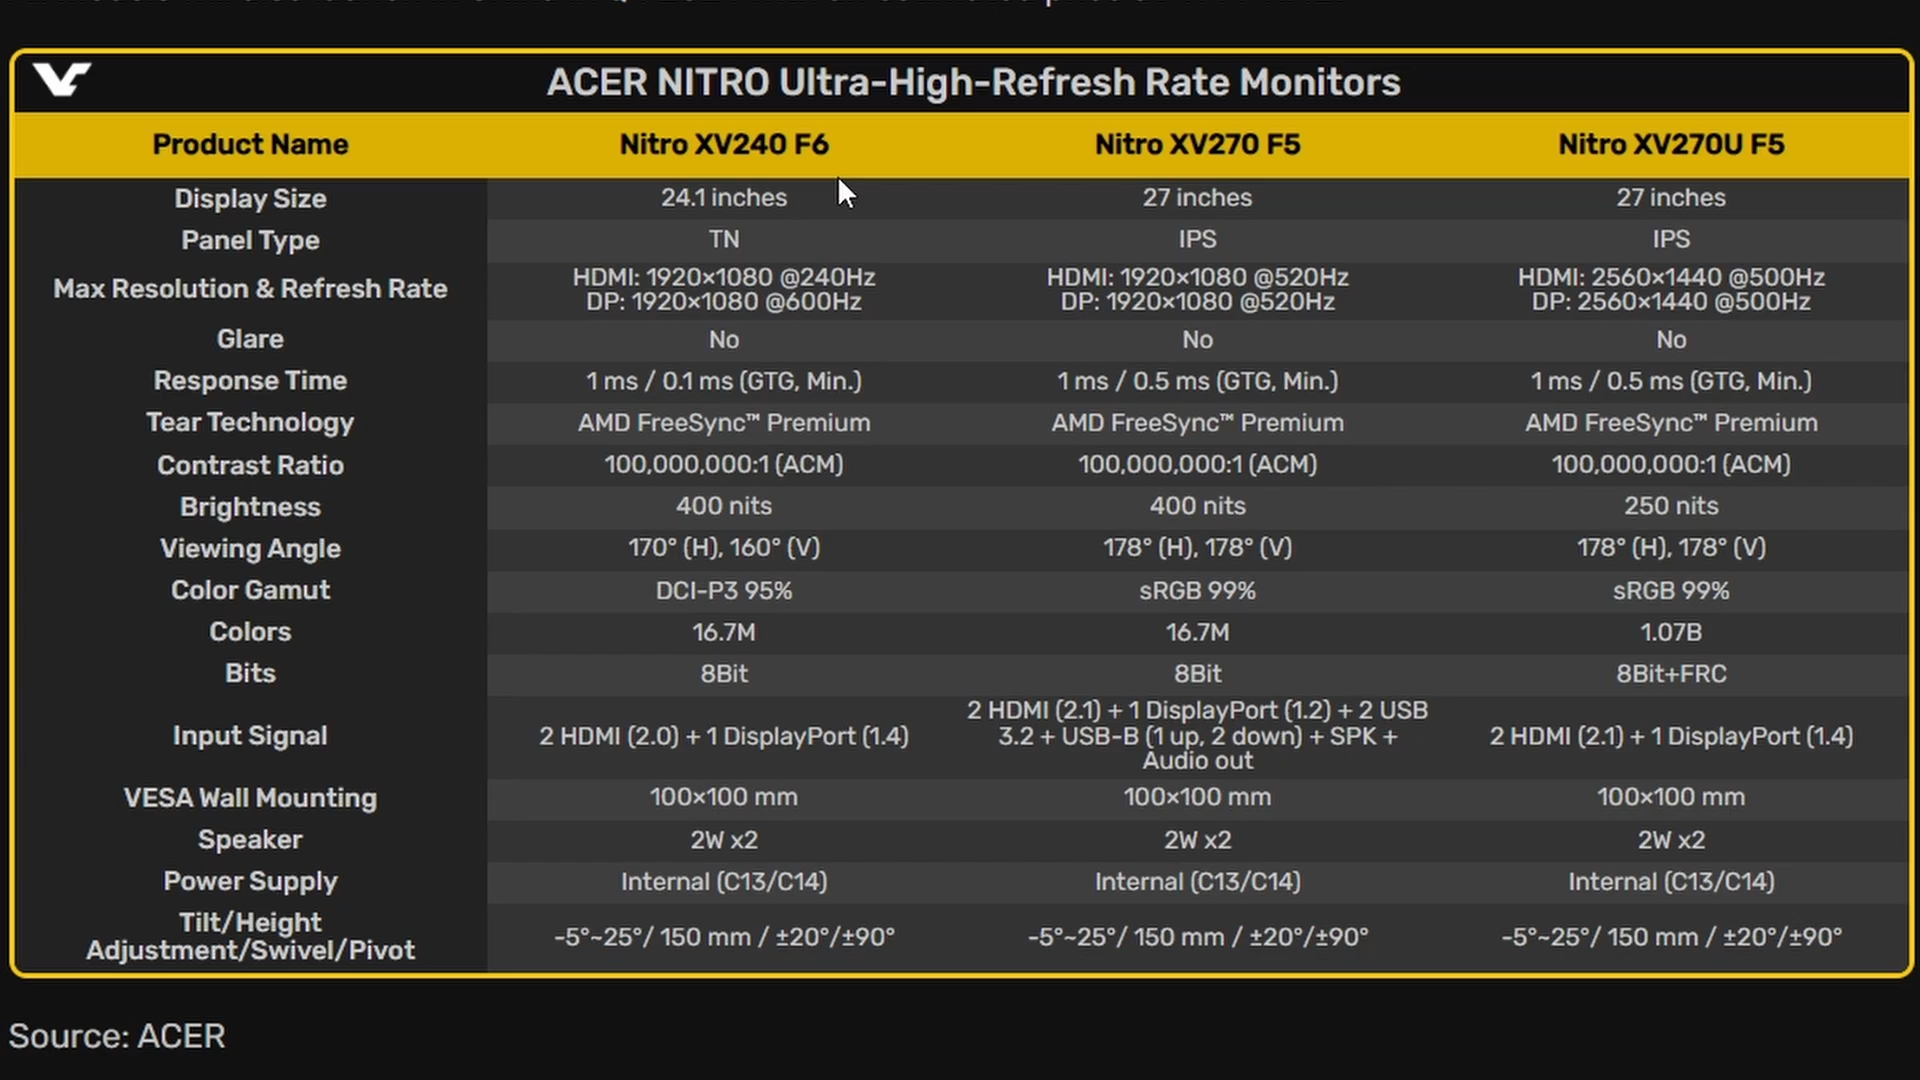 ACER NITRO Ultra-High-Refresh Rate Monitors
Product Name Nitro XV240 F6 Nitro XV270 F5 Nitro XV270U F5
Display Size 24.1 inches 27 inches 27 inches
Panel Type TN IPS IPS
Max Resolution & Refresh Rate HDMI: 1920×1080 @240Hz HDMI: 1920×1080 @520Hz HDMI: 2560×1440 @500Hz
DP: 1920×1080 @600Hz DP: 1920×1080 @520Hz DP: 2560×1440 @500Hz
Glare No No No
Response Time 1 ms / 0.1 ms (GTG, Min.) 1 ms / 0.5 ms (GTG, Min.) 1 ms / 0.5 ms (GTG, Min.)
Tear Technology AMD FreeSync™ Premium AMD FreeSync™ Premium AMD FreeSync™ Premium
Contrast Ratio 100,000,000:1 (ACM) 100,000,000:1 (ACM) 100,000,000:1 (ACM)
Brightness 400 nits 400 nits 250 nits
Viewing Angle 170° (H), 160° (V) 178° (H), 178° (V) 178° (H), 178° (V)
Color Gamut DCI-P3 95% sRGB 99% sRGB 99%
Colors 16.7M 16.7M 1.07B
Bits 8Bit 8Bit 8Bit+FRC
Input Signal 2 HDMI (2.0) + 1 DisplayPort (1.4) 2 HDMI (2.1) + 1 DisplayPort (1.2) + 2 USB 2 HDMI (2.1) + 1 DisplayPort (1.4)
3.2 + USB-B (1 up, 2 down) + SPK +
Audio out
VESA Wall Mounting 100×100 mm 100×100 mm 100×100 mm
Speaker 2W x2 2W x2 2W x2
Power Supply Internal (C13/C14) Internal (C13/C14) Internal (C13/C14)
Tilt/Height
Adjustment/Swivel/Pivot -5°~25°/ 150 mm / ±20°/±90° -5°~25°/ 150 mm / ±20°/±90° -5°~25°/ 150 mm / ±20°/±90°
Source: ACER